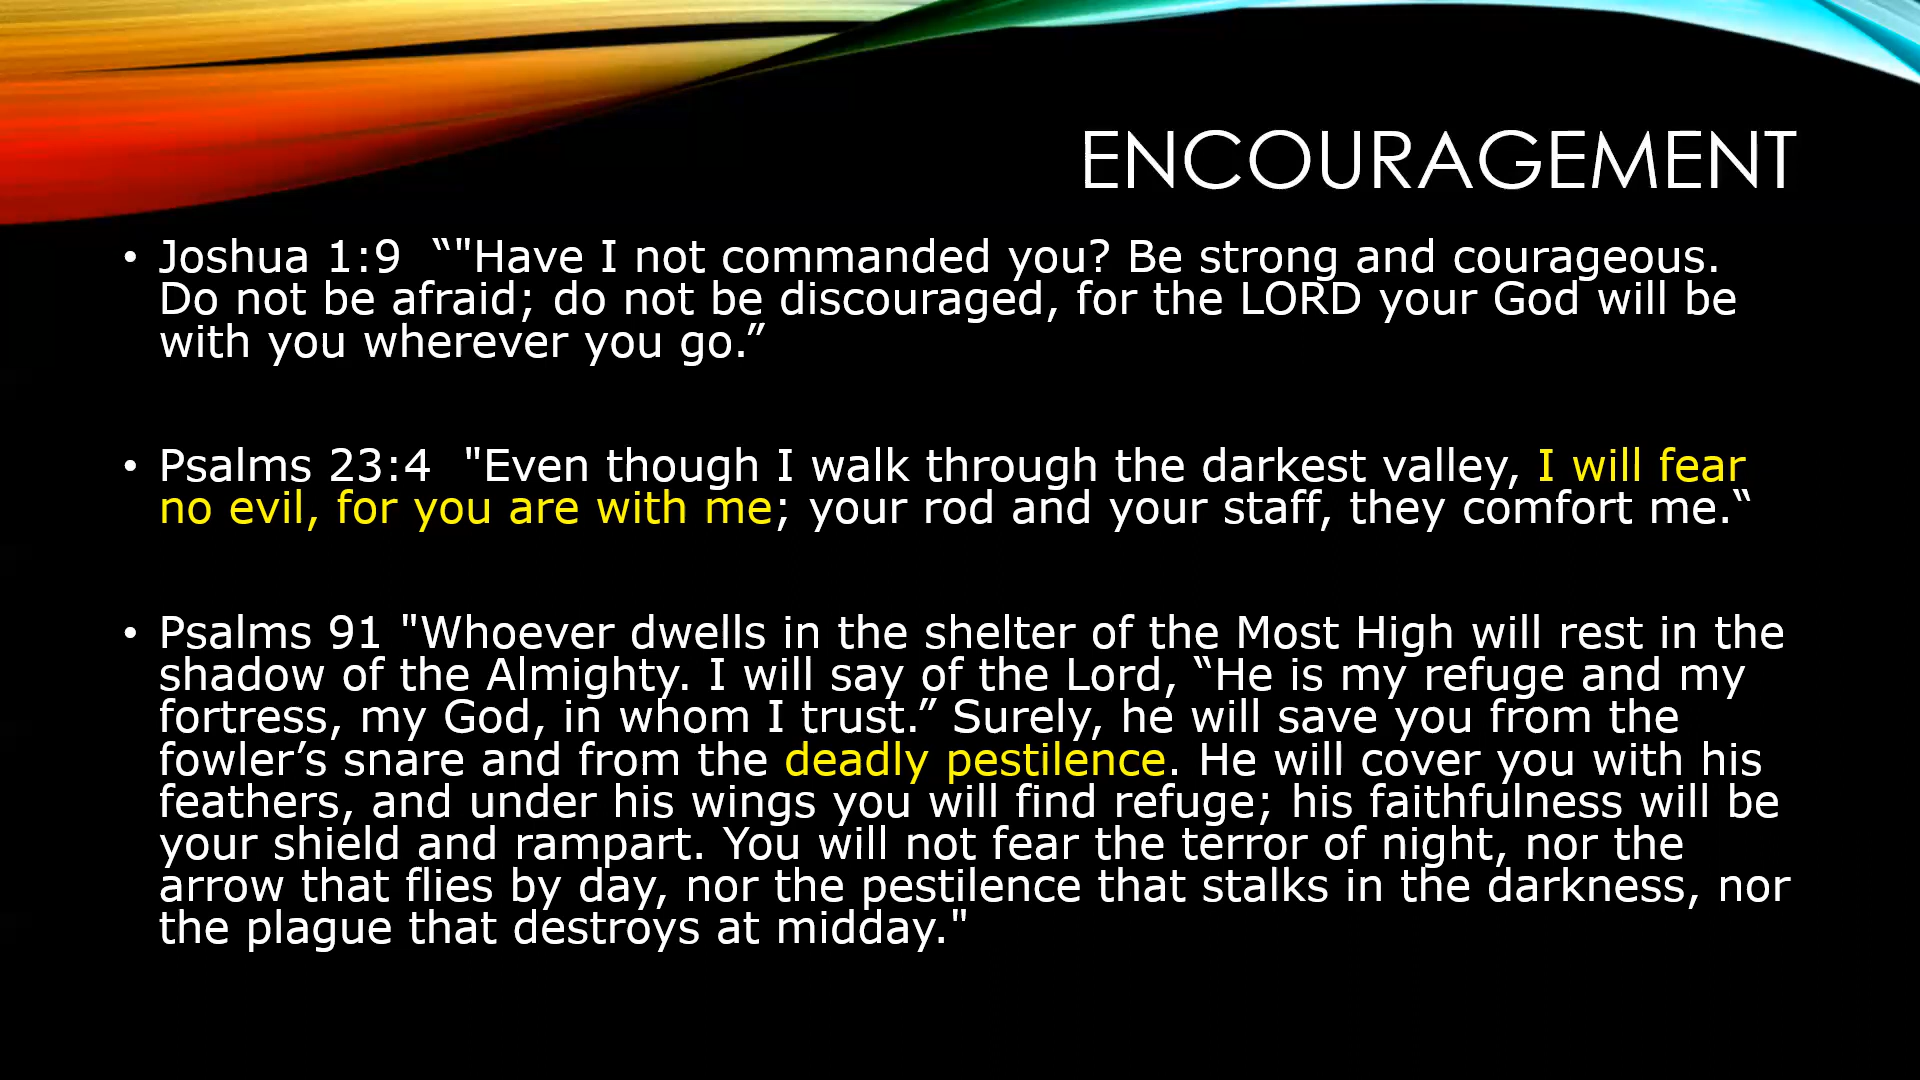 ENCOURAGEMENT
• Joshua 1:9  “"Have I not commanded you? Be strong and courageous.
Do not be afraid; do not be discouraged, for the LORD your God will be
with you wherever you go.”
• Psalms 23:4  "Even though I walk through the darkest valley, I will fear
no evil, for you are with me; your rod and your staff, they comfort me.“
• Psalms 91 "Whoever dwells in the shelter of the Most High will rest in the
shadow of the Almighty. I will say of the Lord, “He is my refuge and my
fortress, my God, in whom I trust.” Surely, he will save you from the
fowler’s snare and from the deadly pestilence. He will cover you with his
feathers, and under his wings you will find refuge; his faithfulness will be
your shield and rampart. You will not fear the terror of night, nor the
arrow that flies by day, nor the pestilence that stalks in the darkness, nor
the plague that destroys at midday."